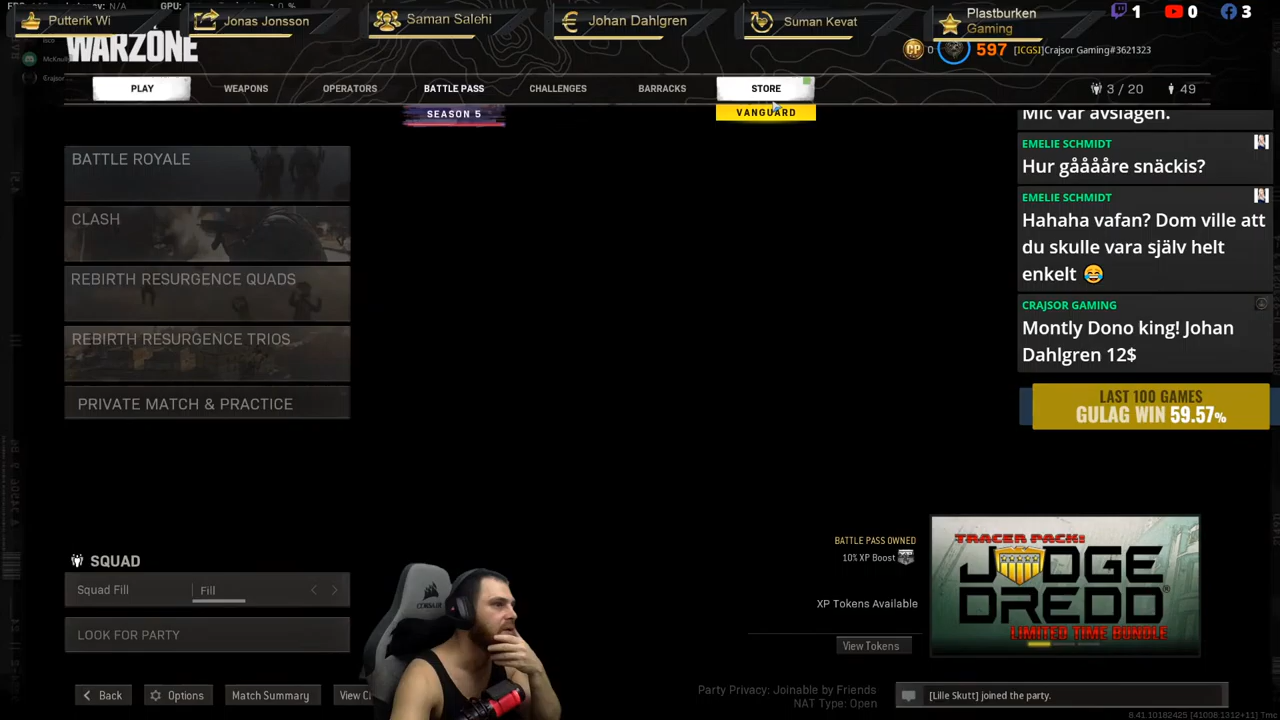 Putterik Wi
Jonas Jonsson
Saman Salehi
Johan Dahlgren
Suman Kevat
Plastburken
Gaming
1
0
3
WARZONE
CP 0
597
[ICGSI]Crajsor Gaming#3621323
PLAY
WEAPONS
OPERATORS
BATTLE PASS
CHALLENGES
BARRACKS
STORE
3 / 20
49
SEASON 5
VANGUARD
Mic var avslagen.
BATTLE ROYALE
CLASH
REBIRTH RESURGENCE QUADS
REBIRTH RESURGENCE TRIOS
PRIVATE MATCH & PRACTICE
EMELIE SCHMIDT
Hur gåååare snäckis?
EMELIE SCHMIDT
Hahaha vafan? Dom ville att
du skulle vara själv helt
enkelt 😂
CRAJSOR GAMING
Montly Dono king! Johan
Dahlgren 12$
LAST 100 GAMES
GULAG WIN 59.57%
SQUAD
Squad Fill
Fill
LOOK FOR PARTY
BATTLE PASS OWNED
10% XP Boost
XP Tokens Available
View Tokens
TRACER PACK:
JUDGE
DREDD
LIMITED TIME BUNDLE
Back
Options
Match Summary
Party Privacy: Joinable by Friends
NAT Type: Open
[Lille Skutt] joined the party.
CORSAIR